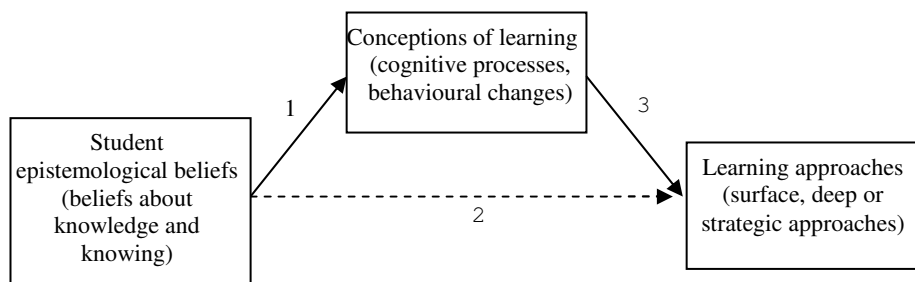 Conceptions of learning
(cognitive processes,
behavioural changes)
1
3
Student
epistemological beliefs
(beliefs about
knowledge and
knowing)
2
Learning approaches
(surface, deep or
strategic approaches)